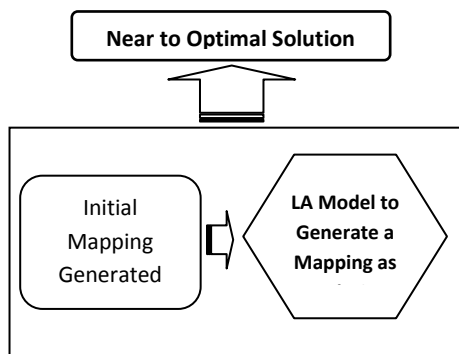 Near to Optimal Solution
Initial
Mapping
Generated
LA Model to
Generate a
Mapping as